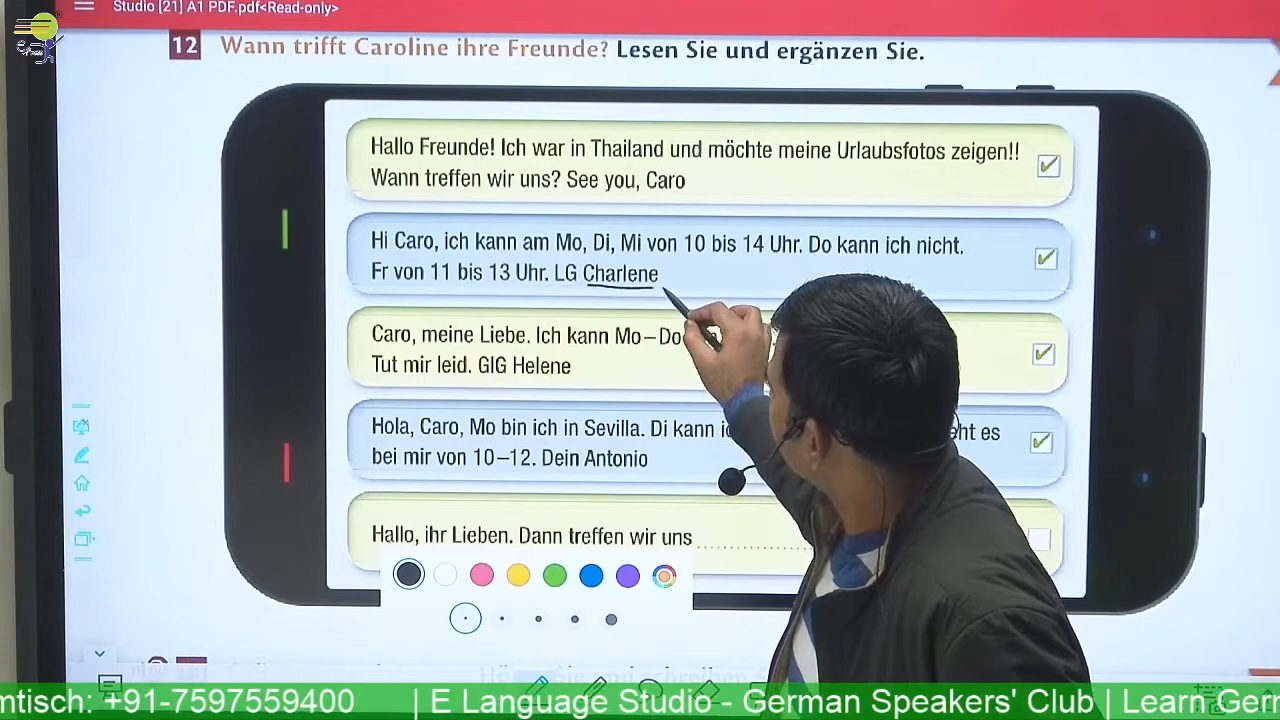 Studio [21] A1 PDF.pdf<Read-only>
12 Wann trifft Caroline ihre Freunde? Lesen Sie und ergänzen Sie.
Hallo Freunde! Ich war in Thailand und möchte meine Urlaubsfotos zeigen!!
Wann treffen wir uns? See you, Caro
Hi Caro, ich kann am Mo, Di, Mi von 10 bis 14 Uhr. Do kann ich nicht.
Fr von 11 bis 13 Uhr. LG Charlene
Caro, meine Liebe. Ich kann Mo–Do
Tut mir leid. GlG Helene
Hola, Caro, Mo bin ich in Sevilla. Di kann es
bei mir von 10–12. Dein Antonio
Hallo, ihr Lieben. Dann treffen wir uns
mtisch: +91-7597559400 | E Language Studio - German Speakers' Club | Learn Ger